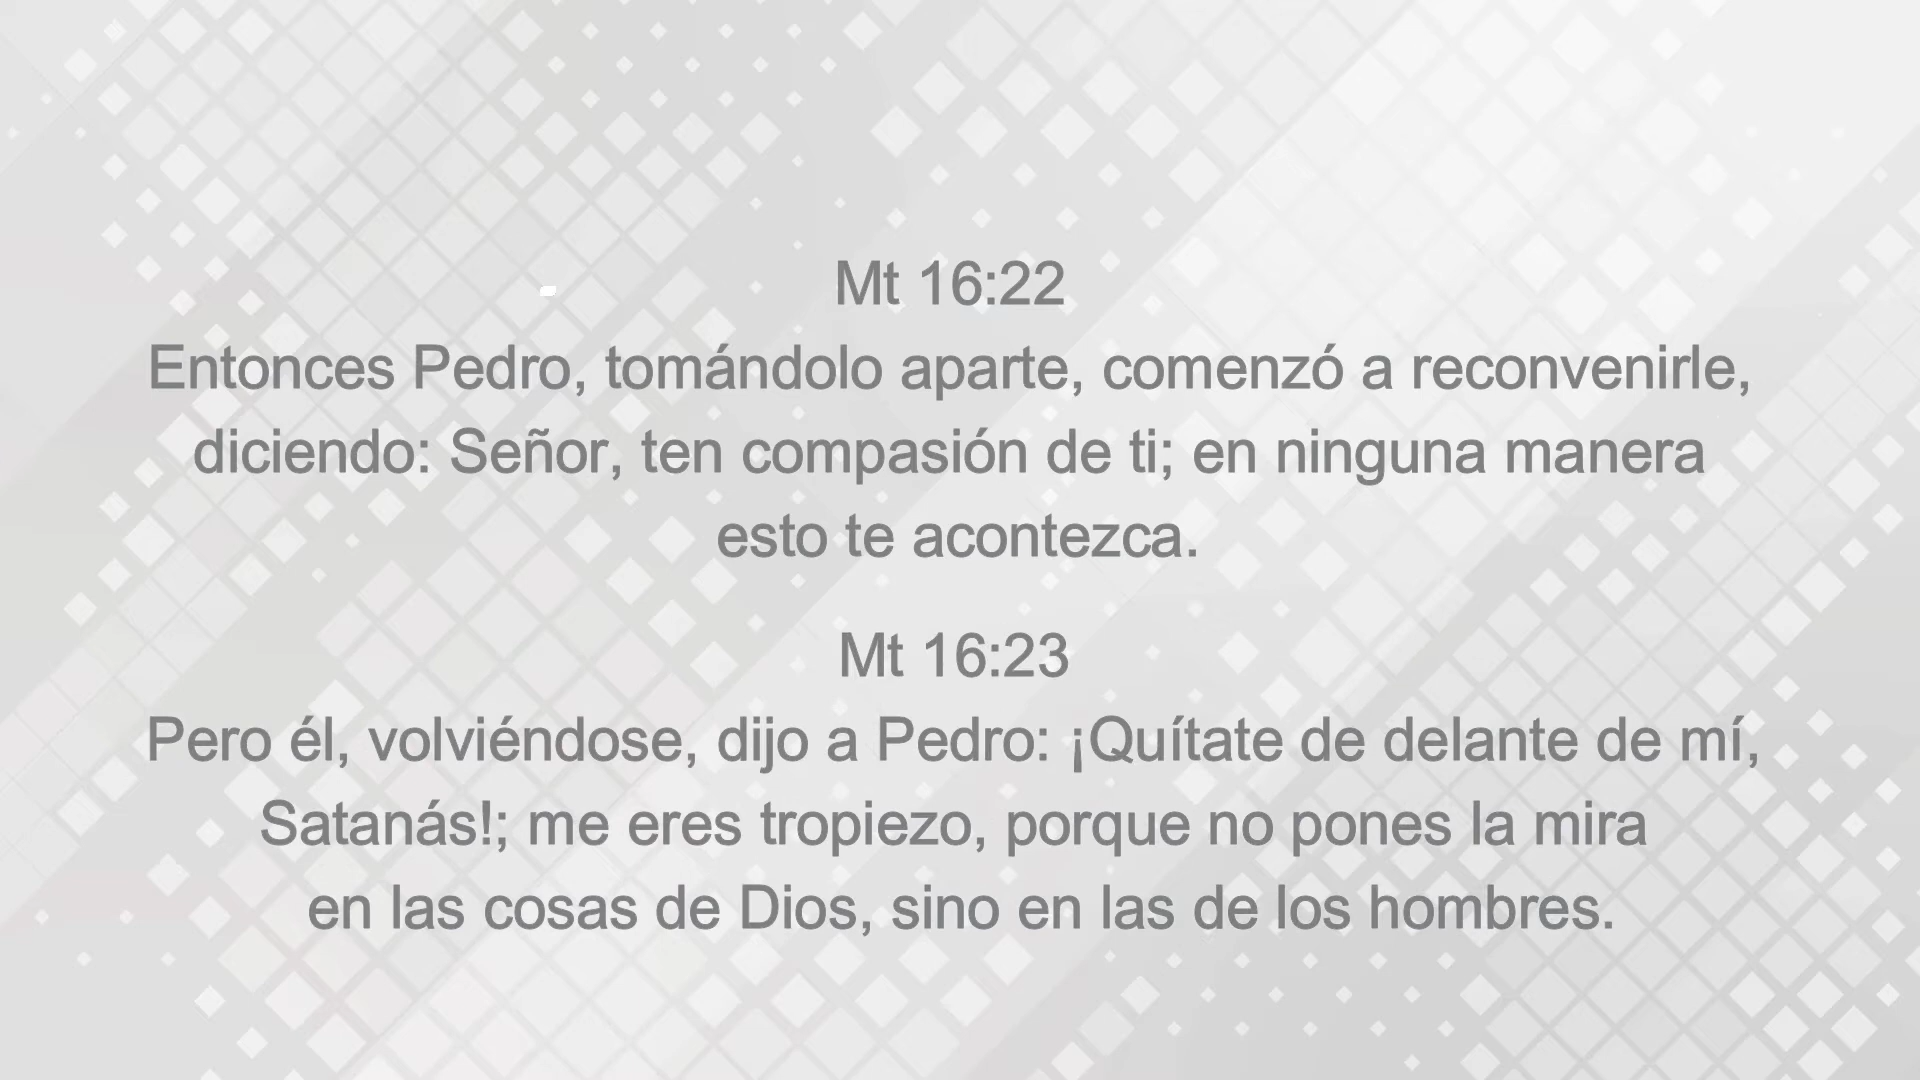 Mt 16:22
Entonces Pedro, tomándolo aparte, comenzó a reconvenirle,
diciendo: Señor, ten compasión de ti; en ninguna manera
esto te acontezca.
Mt 16:23
Pero él, volviéndose, dijo a Pedro: ¡Quítate de delante de mí,
Satanás!; me eres tropiezo, porque no pones la mira
en las cosas de Dios, sino en las de los hombres.